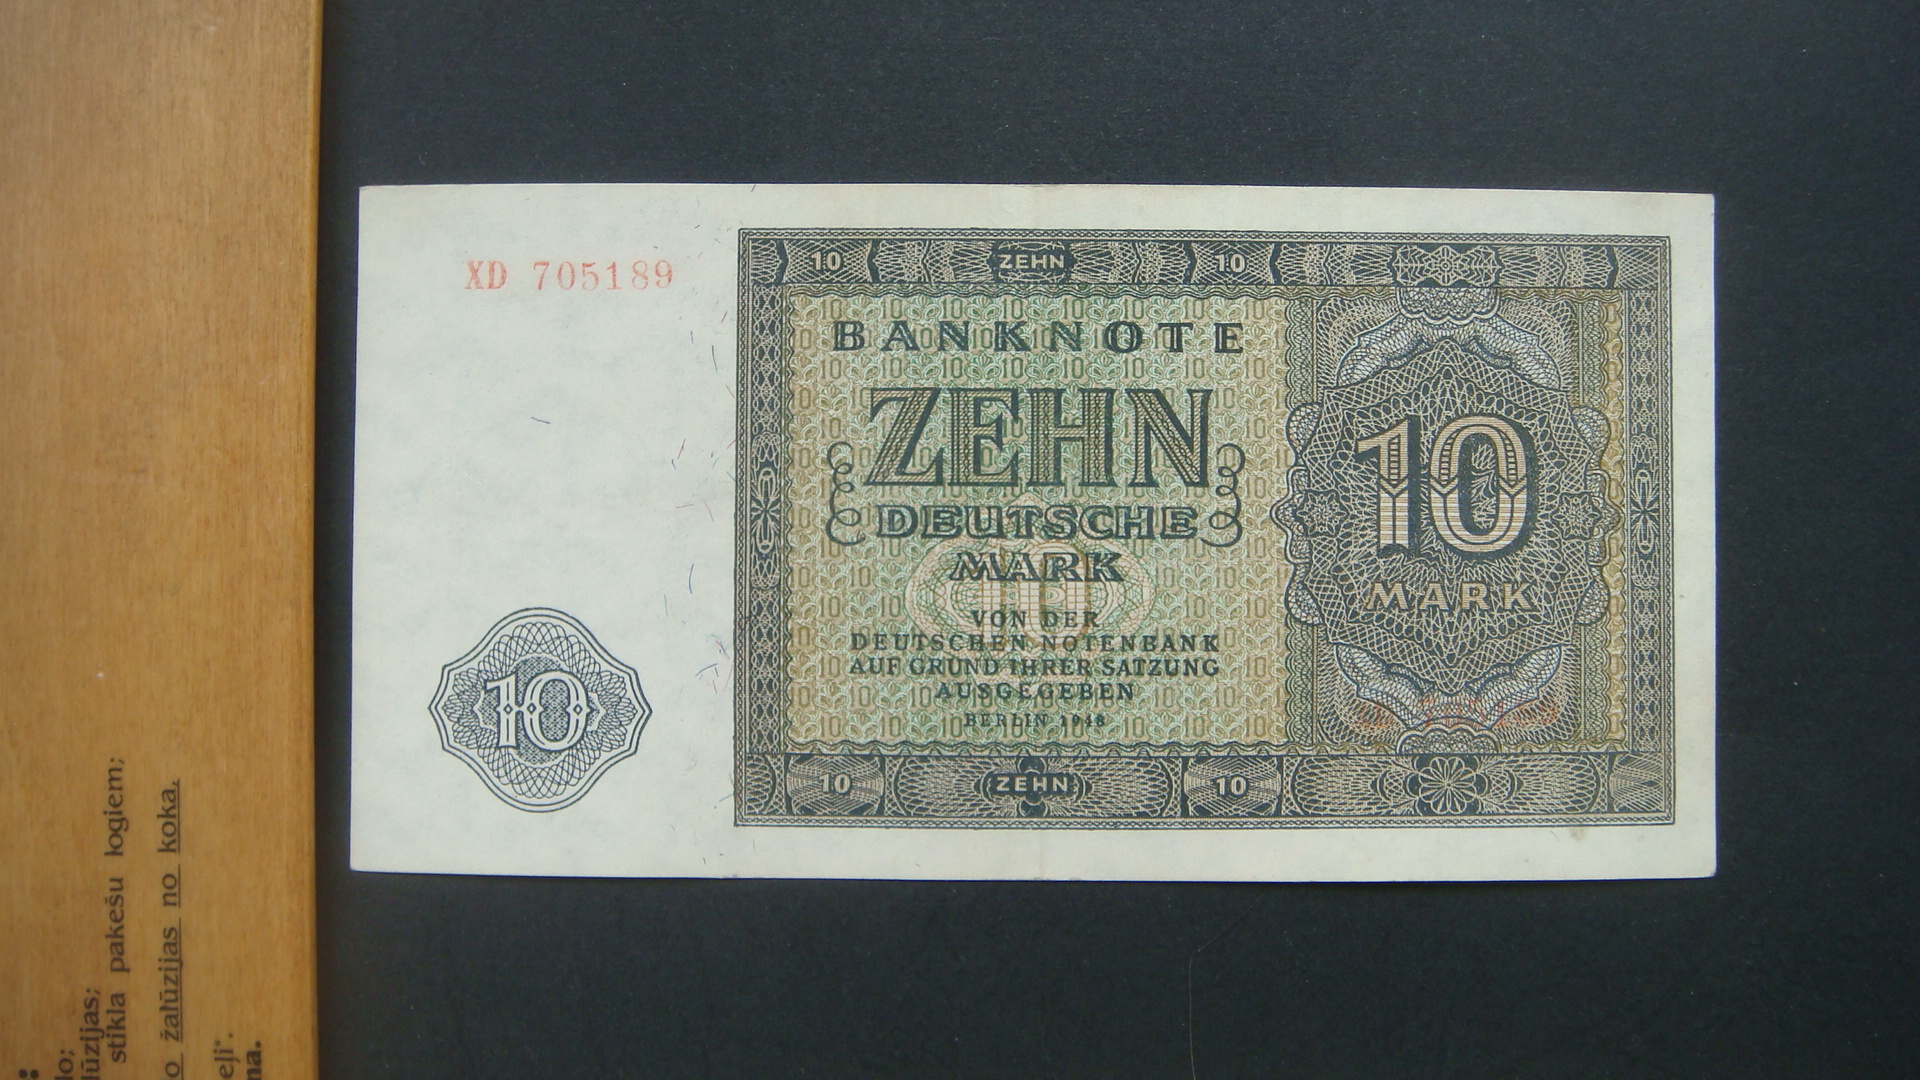 XD 705189
10 ZEHN 10
BANKNOTE
ZEHN
DEUTSCHE
MARK
VON DER
DEUTSCHEN NOTENBANK
AUF GRUND IHRER SATZUNG
AUSGEGEBEN
BERLIN 1948
10 ZEHN 10
10
MARK
10
10
stikla pakešu logiem;
žalūzijas no koka.